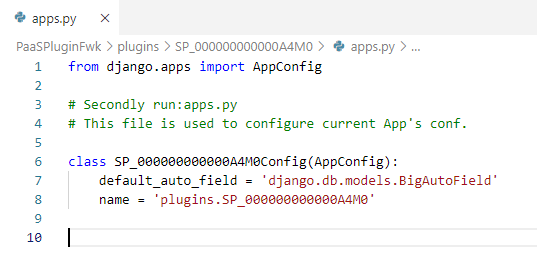 apps.py ×
PaaSPluginFwk > plugins > SP_000000000000A4M0 > apps.py > ...
1 from django.apps import AppConfig
2
3 # Secondly run:apps.py
4 # This file is used to configure current App's conf.
5
6 class SP_000000000000A4M0Config(AppConfig):
7 default_auto_field = 'django.db.models.BigAutoField'
8 name = 'plugins.SP_000000000000A4M0'
9
10